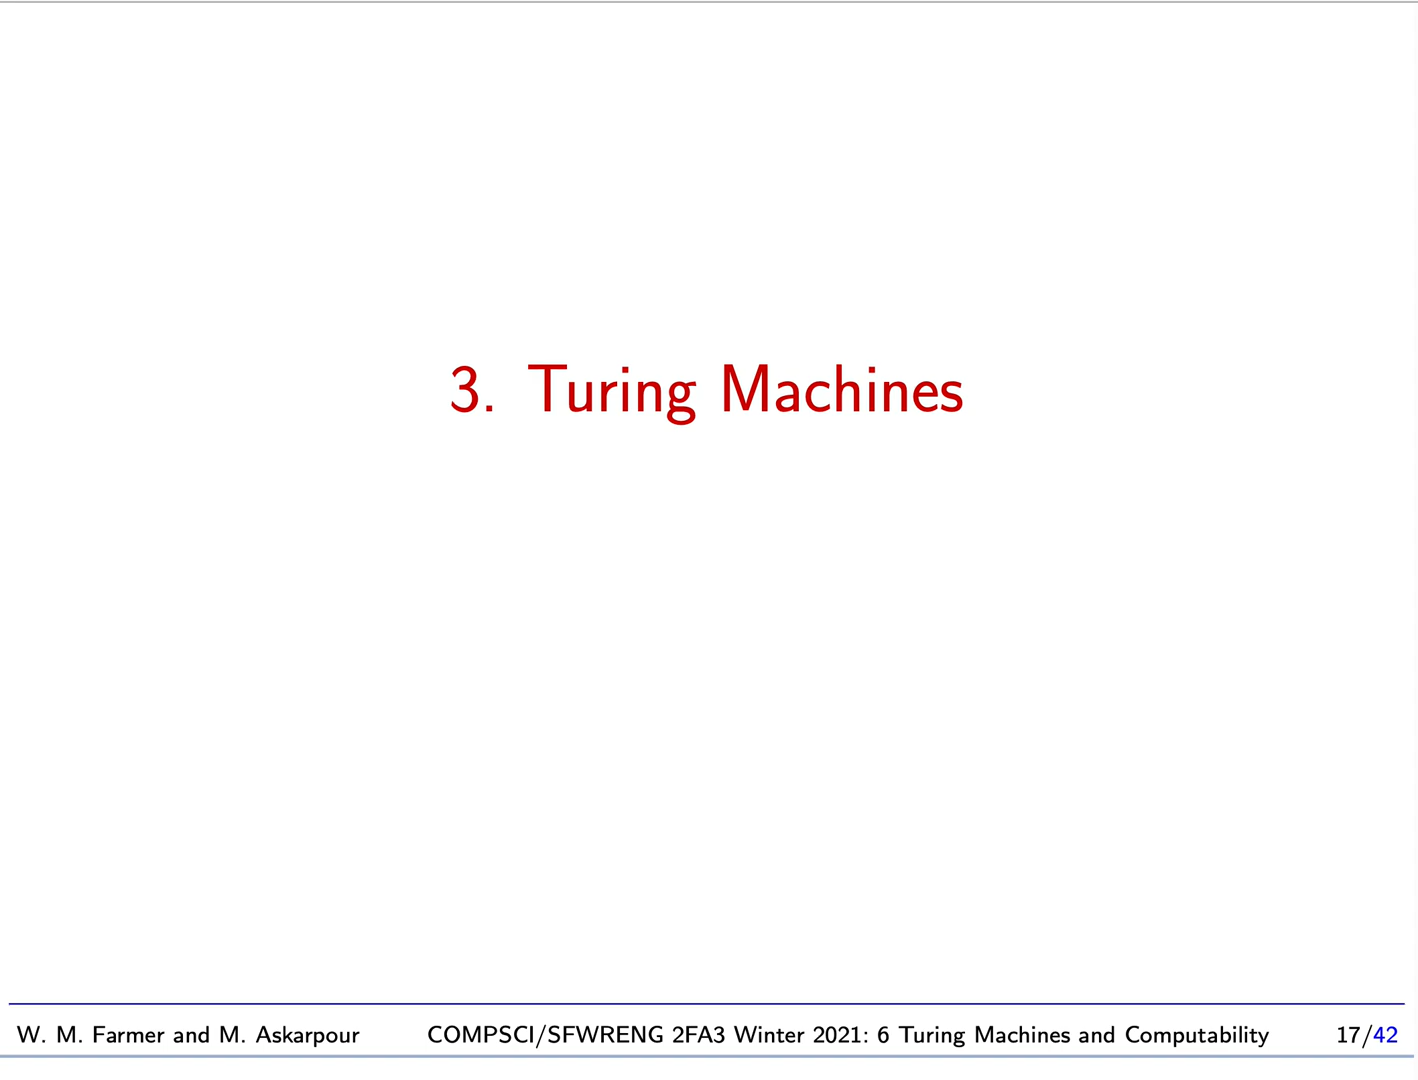 3. Turing Machines
W. M. Farmer and M. Askarpour COMPSCI/SFWRENG 2FA3 Winter 2021: 6 Turing Machines and Computability 17/42